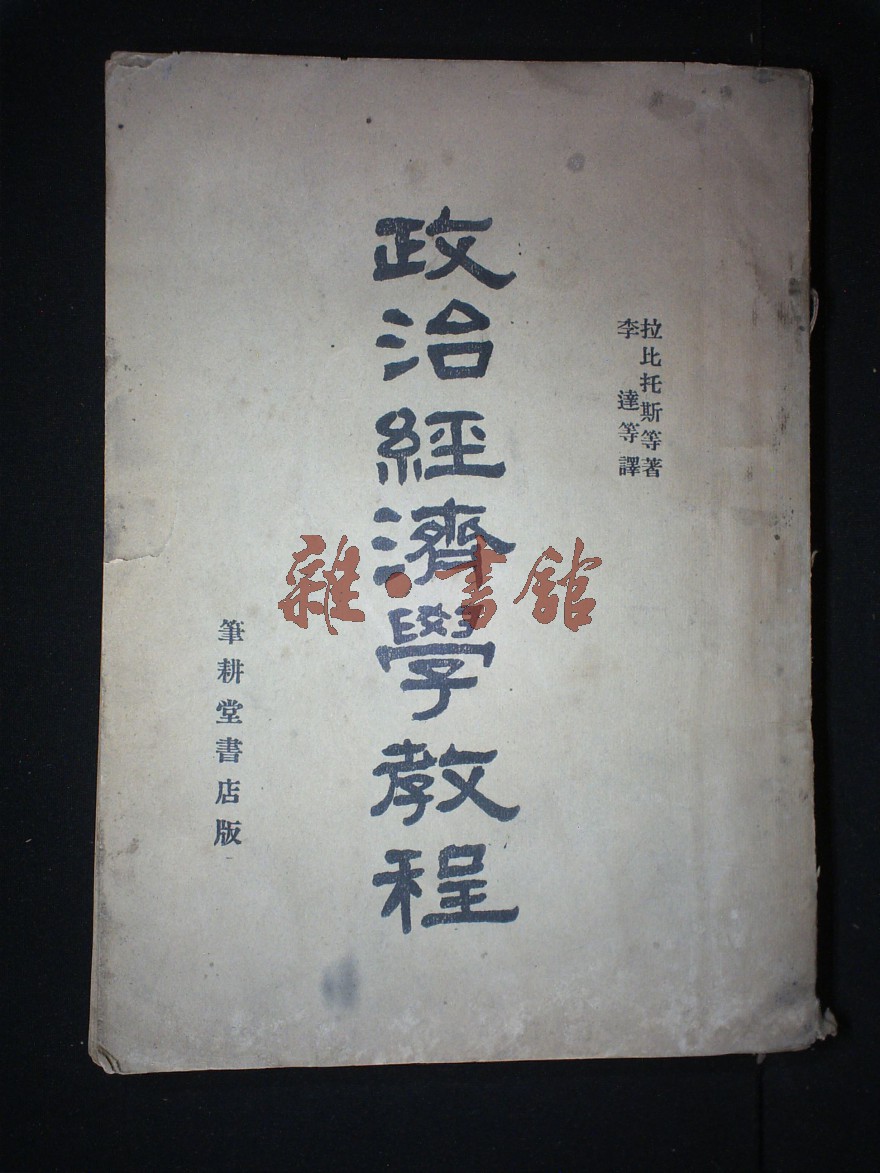 拉比托斯等著
李達等譯
政治經濟學教程
筆耕堂書店版
雜·書館